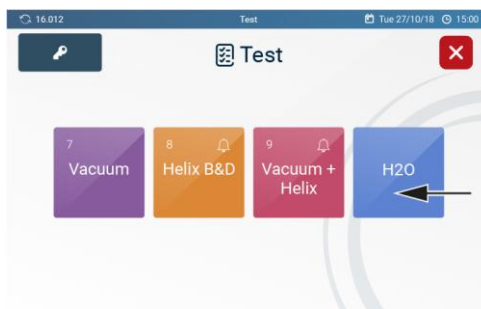 16.012 Test Tue 27/10/18 15:00
Test
7
Vacuum
8
Helix B&D
9
Vacuum +
Helix
H2O